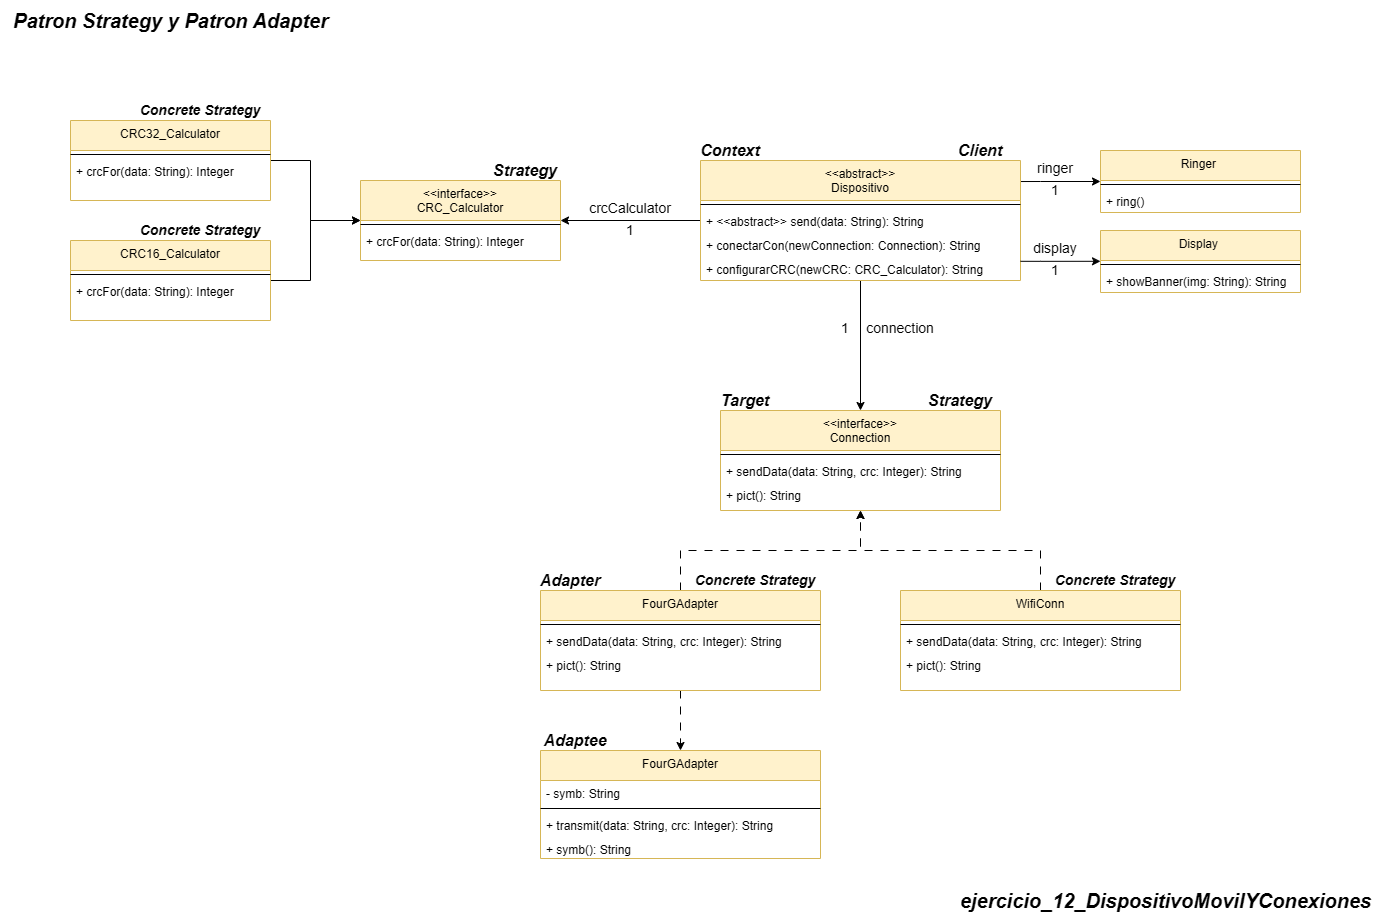 Patron Strategy y Patron Adapter
Concrete Strategy
CRC32_Calculator
+ crcFor(data: String): Integer
Concrete Strategy
CRC16_Calculator
+ crcFor(data: String): Integer
Strategy
<<interface>>
CRC_Calculator
+ crcFor(data: String): Integer
crcCalculator
1
Context
Client
<<abstract>>
Dispositivo
+ <<abstract>> send(data: String): String
+ conectarCon(newConnection: Connection): String
+ configurarCRC(newCRC: CRC_Calculator): String
ringer
1
Ringer
+ ring()
display
1
Display
+ showBanner(img: String): String
1
connection
Target
Strategy
<<interface>>
Connection
+ sendData(data: String, crc: Integer): String
+ pict(): String
Adapter
Concrete Strategy
FourGAdapter
+ sendData(data: String, crc: Integer): String
+ pict(): String
Concrete Strategy
WifiConn
+ sendData(data: String, crc: Integer): String
+ pict(): String
Adaptee
FourGAdapter
- symb: String
+ transmit(data: String, crc: Integer): String
+ symb(): String
ejercicio_12_DispositivoMovilYConexiones